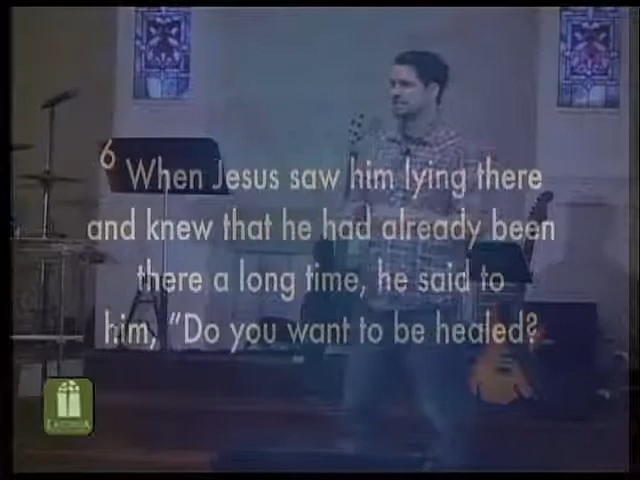 6 When Jesus saw him lying there
and knew that he had already been
there a long time, he said to
him, “Do you want to be healed?